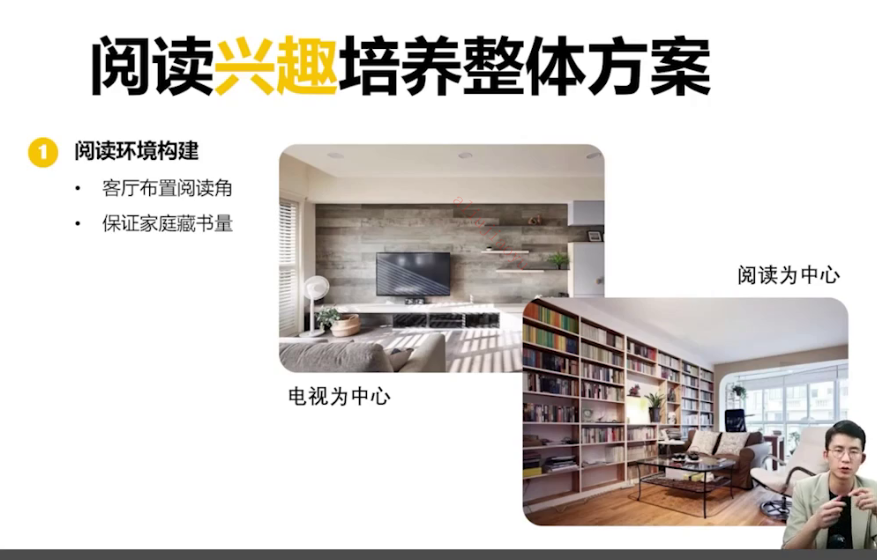 阅读兴趣培养整体方案
1 阅读环境构建
• 客厅布置阅读角
• 保证家庭藏书量
阅读为中心
电视为中心